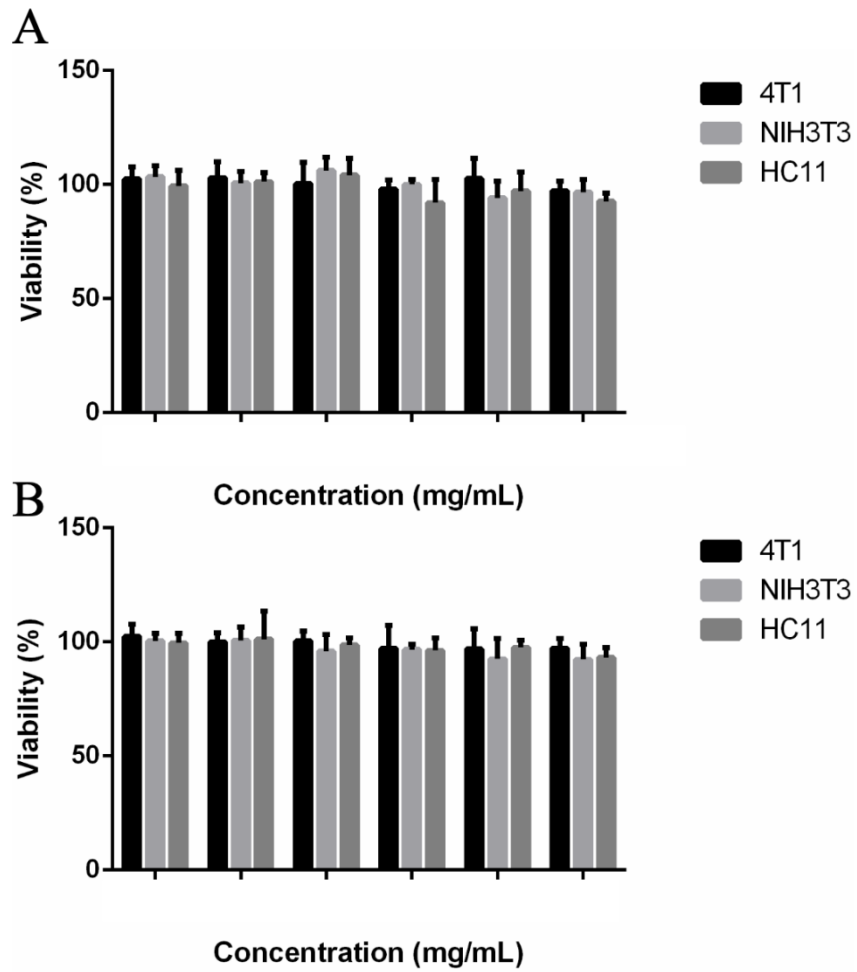 A
150
100
50
0
Viability (%)
4T1
NIH3T3
HC11
Concentration (mg/mL)
B
150
100
50
0
Viability (%)
4T1
NIH3T3
HC11
Concentration (mg/mL)